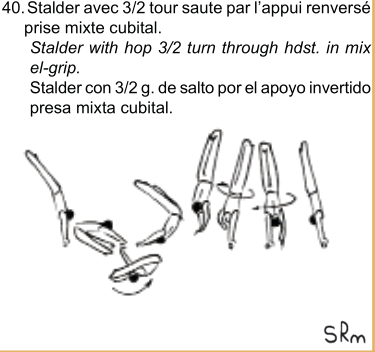 40. Stalder avec 3/2 tour saute par l'appui renversé
prise mixte cubital.
Stalder with hop 3/2 turn through hdst. in mix
el-grip.
Stalder con 3/2 g. de salto por el apoyo invertido
presa mixta cubital.
SRm